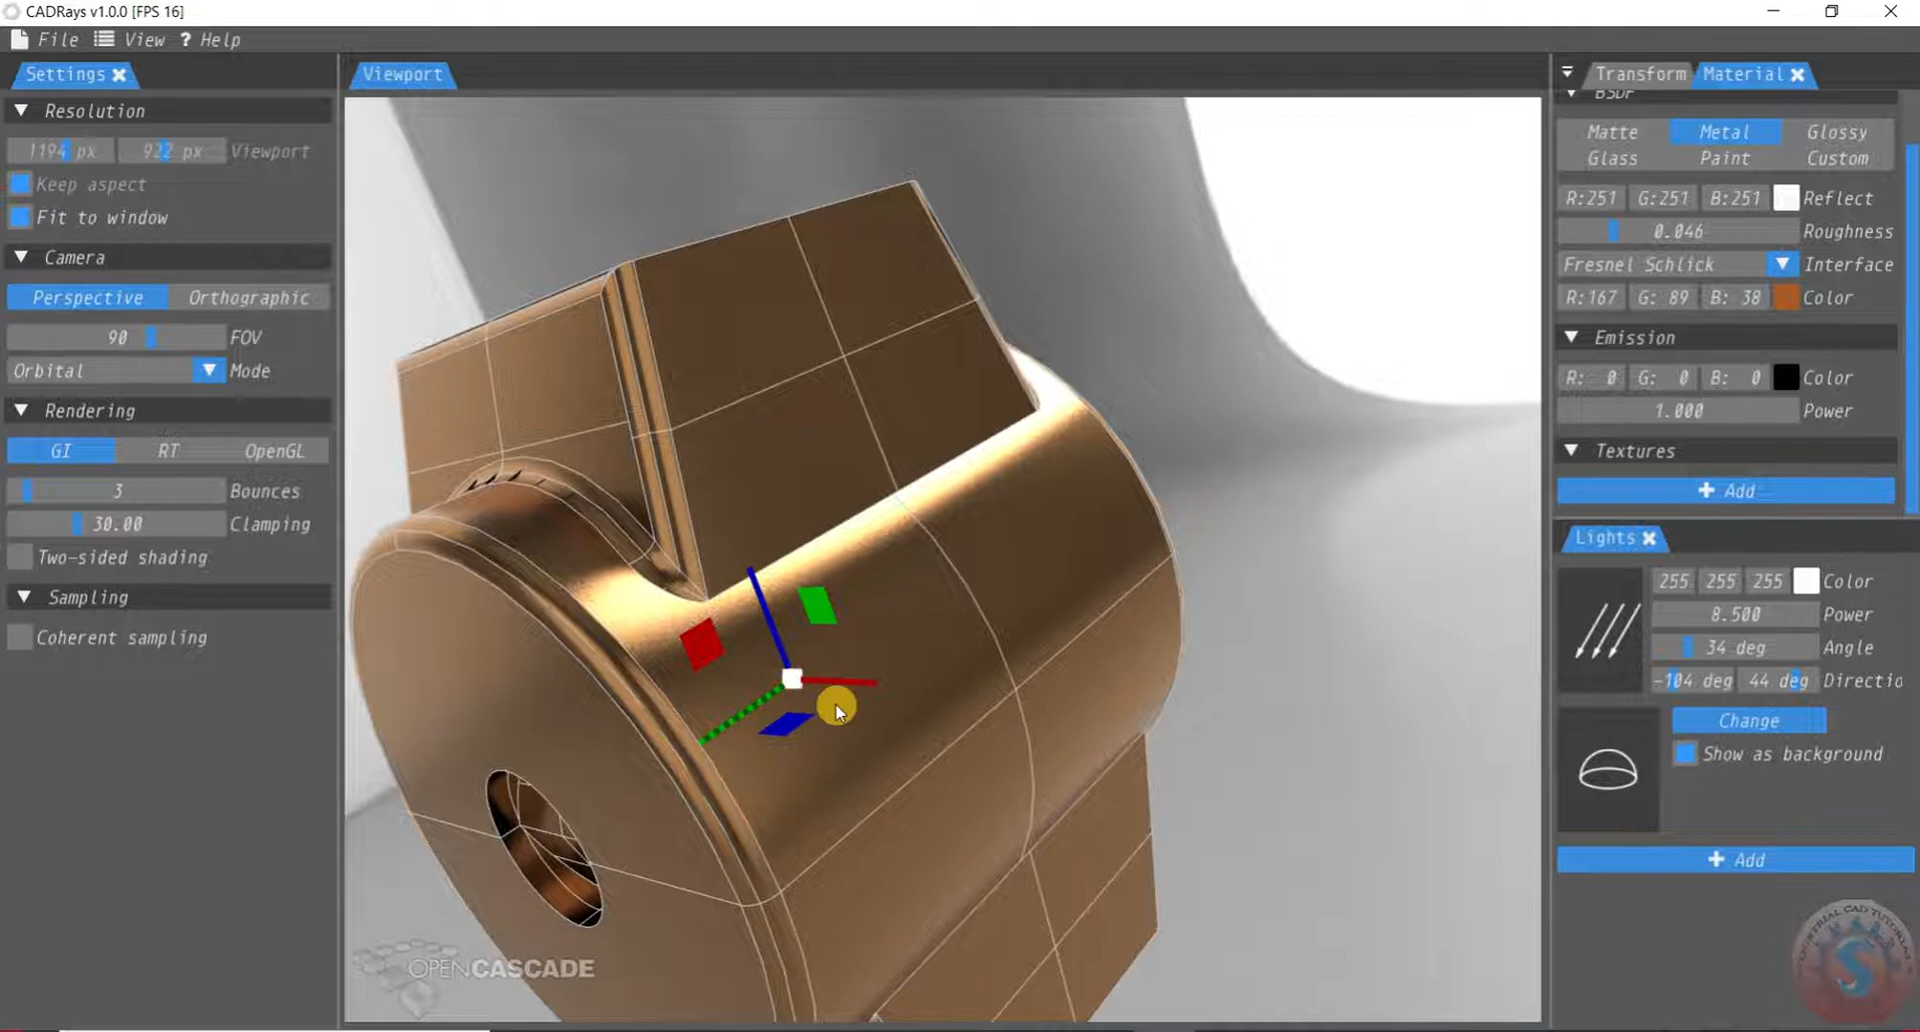 CADRays v1.0.0 [FPS 16]
File View ? Help
Settings
Resolution
1194 px 922 px Viewport
Keep aspect
Fit to window
Camera
Perspective Orthographic
90 FOV
Orbital Mode
Rendering
GI RT OpenGL
3 Bounces
30.00 Clamping
Two-sided shading
Sampling
Coherent sampling
Viewport
OPENCASCADE
Transform Material
BSDF
Matte Metal Glossy
Glass Paint Custom
R:251 G:251 B:251 Reflect
0.046 Roughness
Fresnel Schlick Interface
R:167 G: 89 B: 38 Color
Emission
R: 0 G: 0 B: 0 Color
1.000 Power
Textures
+ Add
Lights
255 255 255 Color
8.500 Power
34 deg Angle
-104 deg 44 deg Directio
Change
Show as background
+ Add
CAD TUTORIAL
S